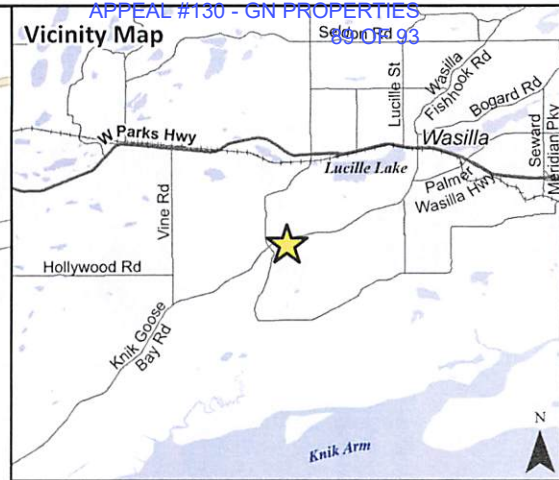 APPEAL #130 - GN PROPERTIES
89 OF 93
Vicinity Map
Seldon Rd
Lucille St
Wasilla
Fishhook Rd
Bogard Rd
W Parks Hwy
Wasilla
Seward
Meridian Pkv
Lucille Lake
Palmer
Wasilla Hwy
Vine Rd
Hollywood Rd
Knik Goose
Bay Rd
Knik Arm
N